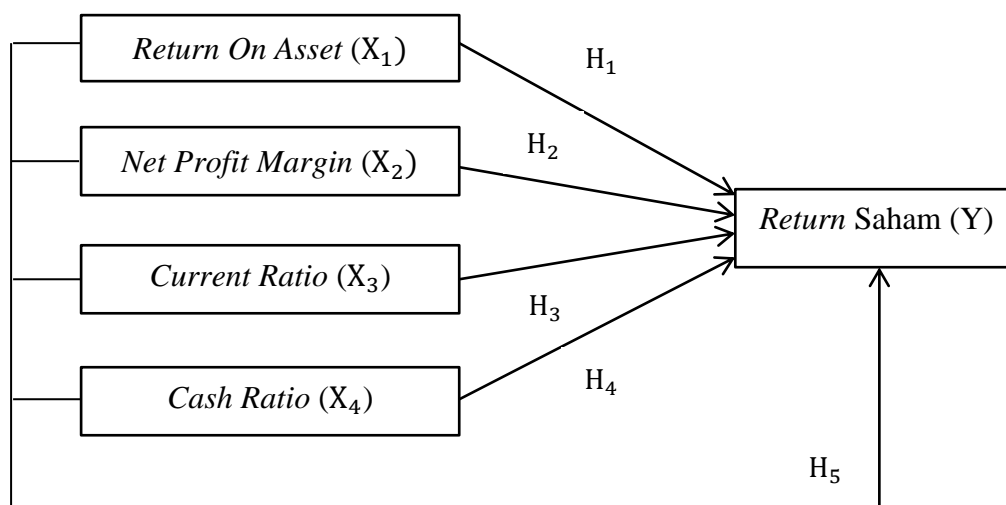 Return On Asset (X₁)
H₁
Net Profit Margin (X₂)
H₂
Return Saham (Y)
Current Ratio (X₃)
H₃
Cash Ratio (X₄)
H₄
H₅